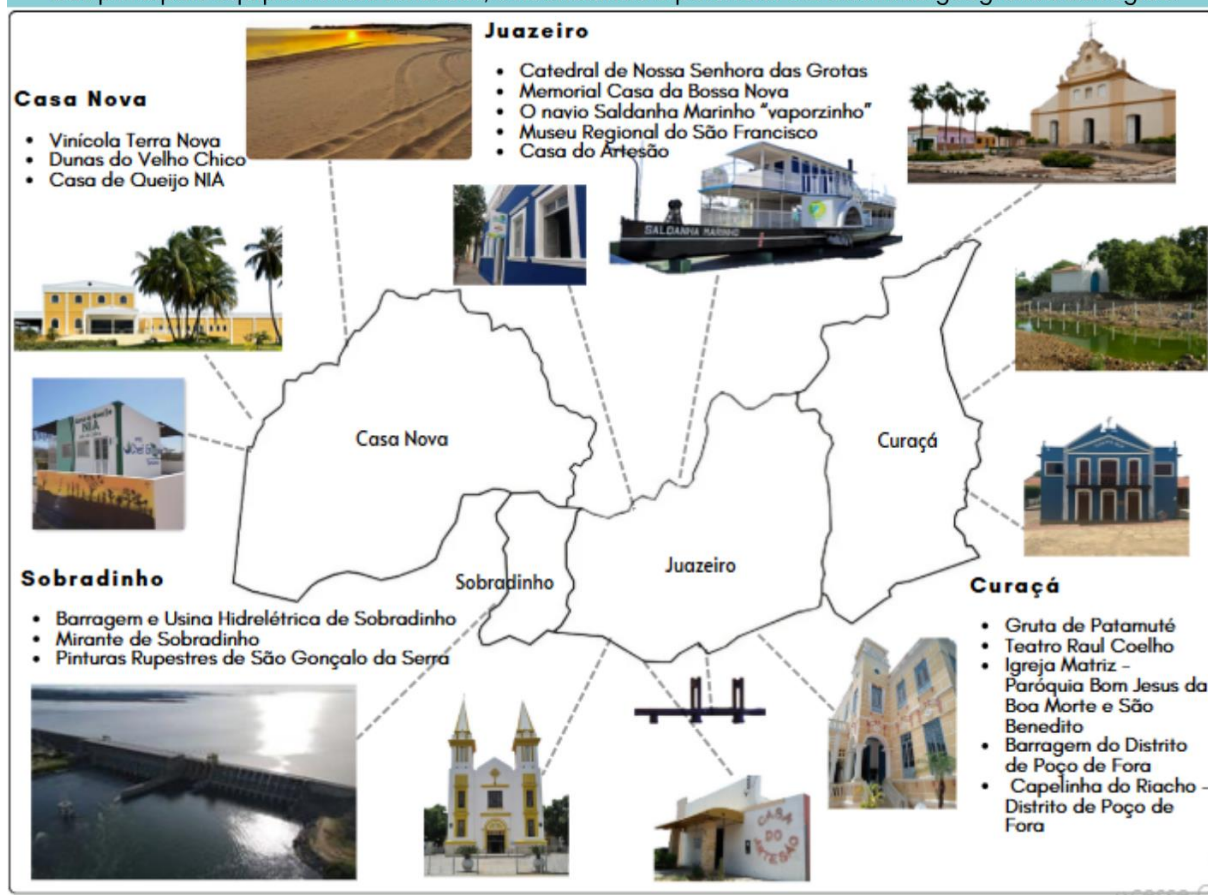 Juazeiro
• Catedral de Nossa Senhora das Grotas
• Memorial Casa da Bossa Nova
• O navio Saldanha Marinho “vaporzinho”
• Museu Regional do São Francisco
• Casa do Artesão
Casa Nova
• Vinícola Terra Nova
• Dunas do Velho Chico
• Casa de Queijo NIA
SALDANHA MARINHO
NIA
Casa Nova
Curaçá
Juazeiro
Sobradinho
Sobradinho
• Barragem e Usina Hidrelétrica de Sobradinho
• Mirante de Sobradinho
• Pinturas Rupestres de São Gonçalo da Serra
Curaçá
• Gruta de Patamuté
• Teatro Raul Coelho
• Igreja Matriz –
Paróquia Bom Jesus da
Boa Morte e São
Benedito
• Barragem do Distrito
de Poço de Fora
• Capelinha do Riacho –
Distrito de Poço de
Fora
CASA
DO
ARTESÃO